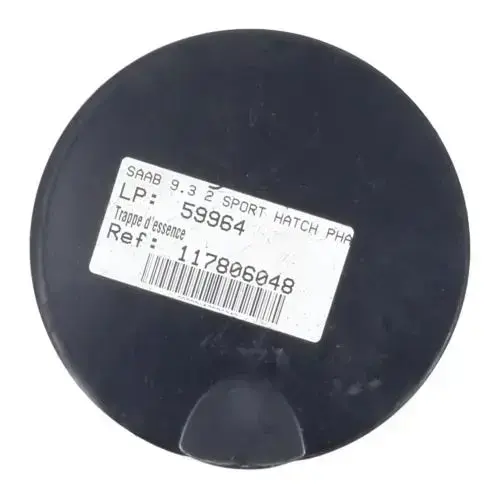 SAAB 9.3 2 SPORT HATCH PHA
LP: 59964
Trappe d'essence
Ref: 117806048